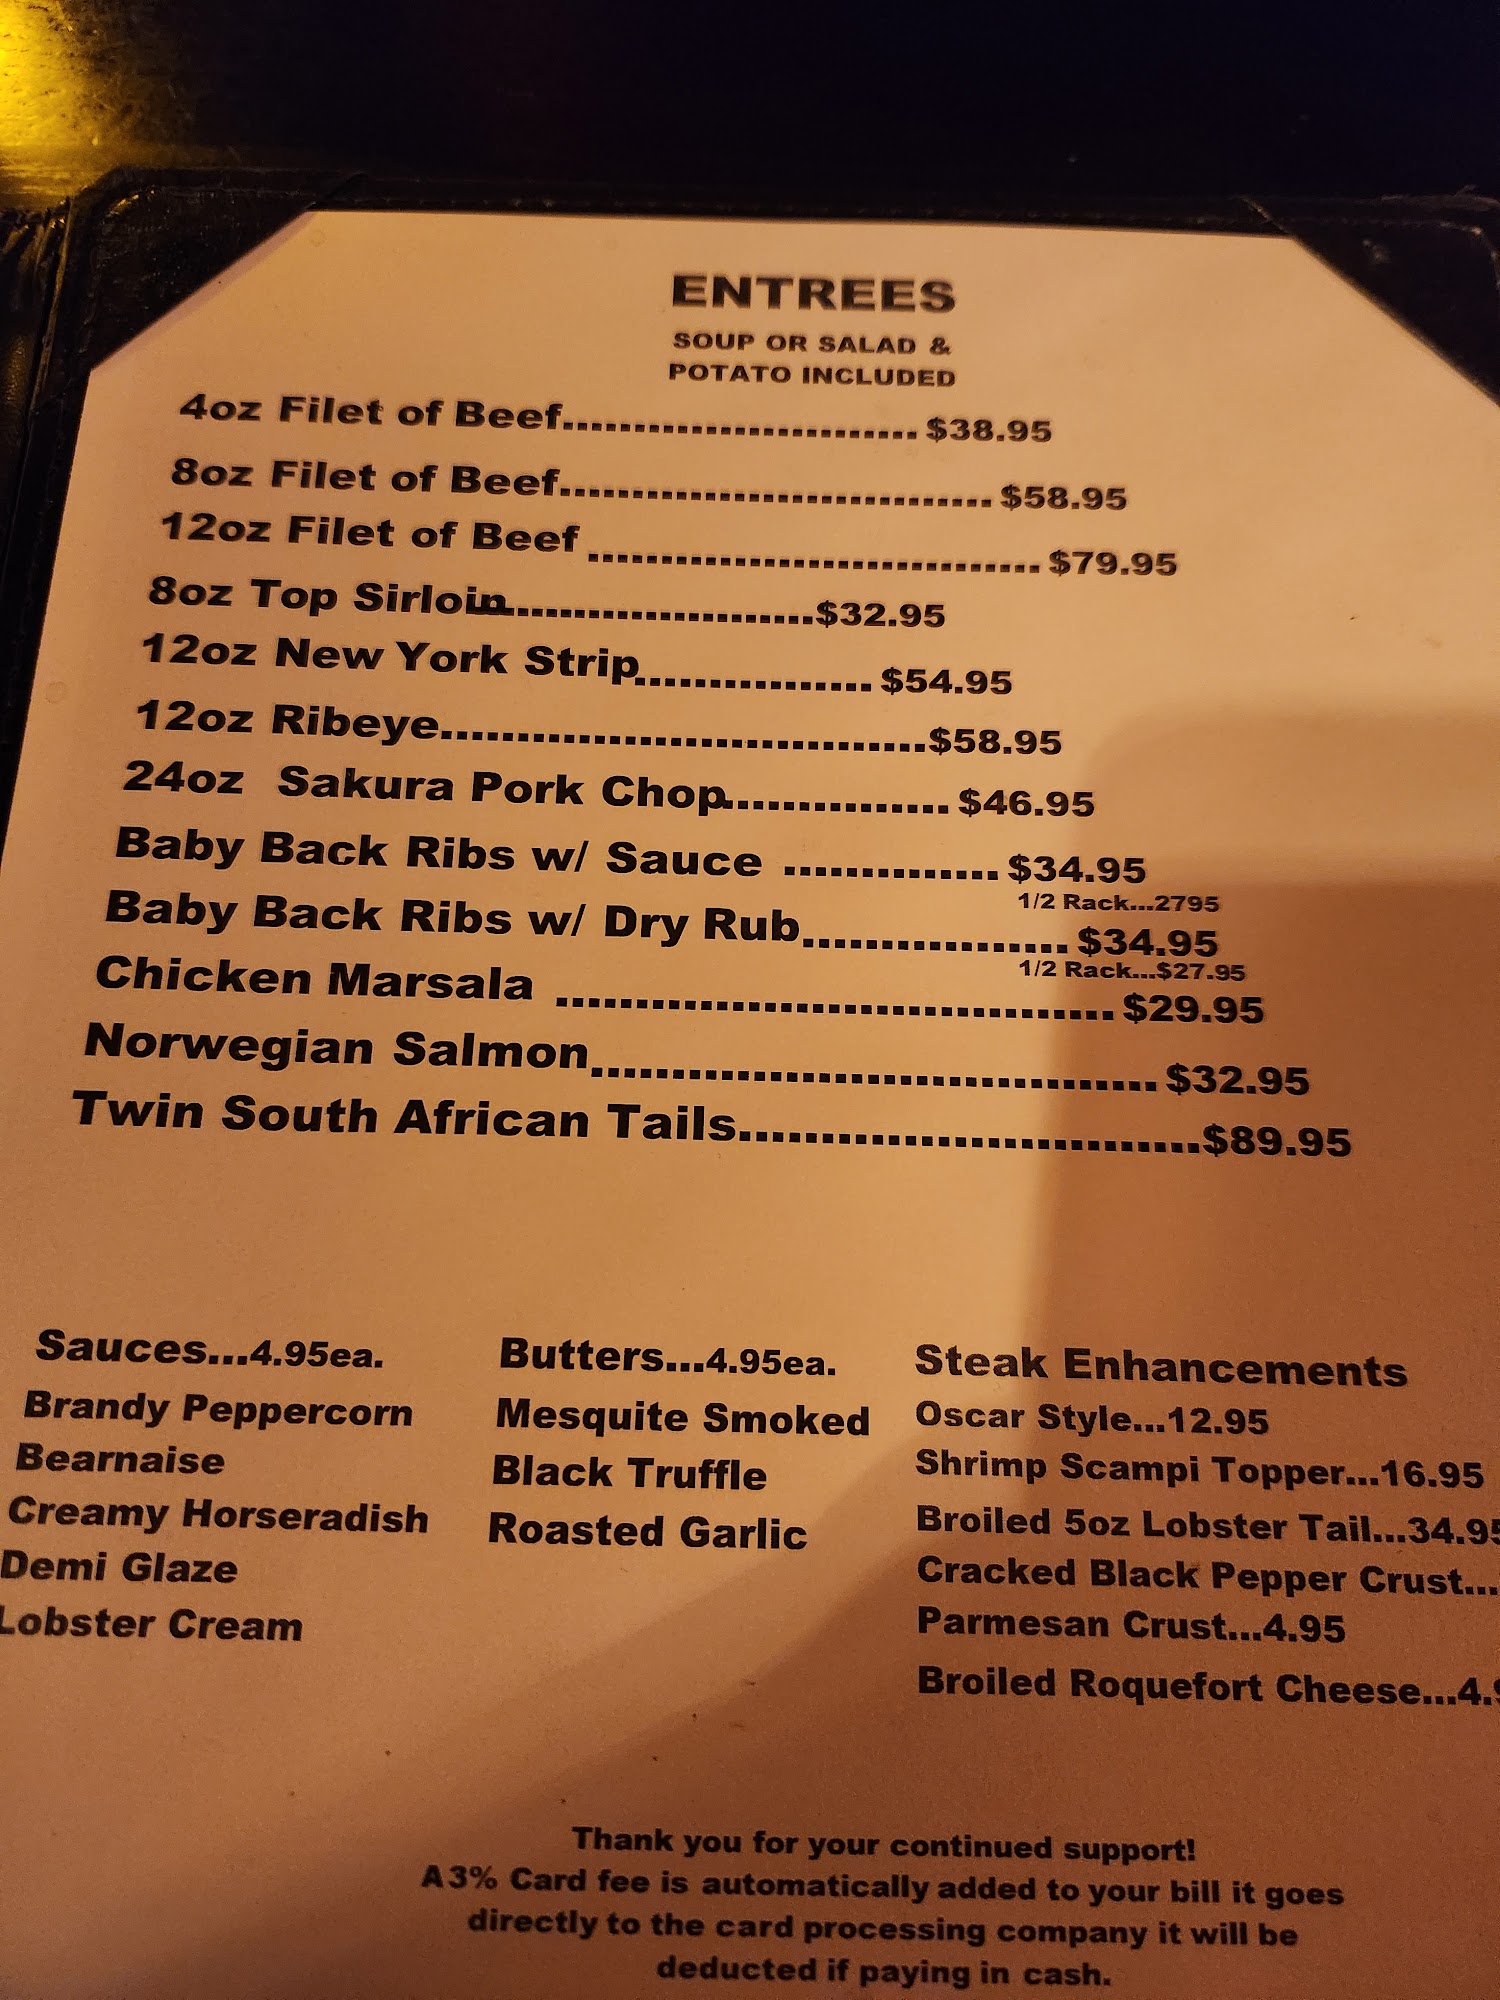 ENTREES
SOUP OR SALAD &
POTATO INCLUDED
4oz Filet of Beef......................... $38.95
8oz Filet of Beef.............................. $58.95
12oz Filet of Beef ............................... $79.95
8oz Top Sirloin.....................$32.95
12oz New York Strip................ $54.95
12oz Ribeye................................$58.95
24oz Sakura Pork Chop............... $46.95
Baby Back Ribs w/ Sauce .............. $34.95
1/2 Rack...2795
Baby Back Ribs w/ Dry Rub................. $34.95
1/2 Rack...$27.95
Chicken Marsala ................................... $29.95
Norwegian Salmon................................... $32.95
Twin South African Tails.............................$89.95
Sauces...4.95ea.
Brandy Peppercorn
Bearnaise
Creamy Horseradish
Demi Glaze
Lobster Cream
Butters...4.95ea.
Mesquite Smoked
Black Truffle
Roasted Garlic
Steak Enhancements
Oscar Style...12.95
Shrimp Scampi Topper...16.95
Broiled 5oz Lobster Tail...34.95
Cracked Black Pepper Crust...
Parmesan Crust...4.95
Broiled Roquefort Cheese...4.
Thank you for your continued support!
A 3% Card fee is automatically added to your bill it goes
directly to the card processing company it will be
deducted if paying in cash.